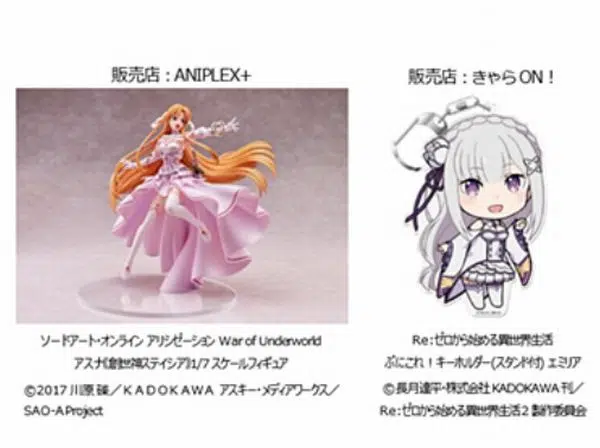 販売店：ANIPLEX+
ソードアート・オンライン アリシゼーション War of Underworld
アスナ〔創世神ステイシア〕1/7 スケールフィギュア
©2017 川原 礫／ＫＡＤＯＫＡＷＡ アスキー・メディアワークス／
SAO-A Project
販売店：きゃらON！
Re:ゼロから始める異世界生活
ぷにこれ！キーホルダー(スタンド付) エミリア
©長月達平・株式会社KADOKAWA刊／
Re:ゼロから始める異世界生活２製作委員会